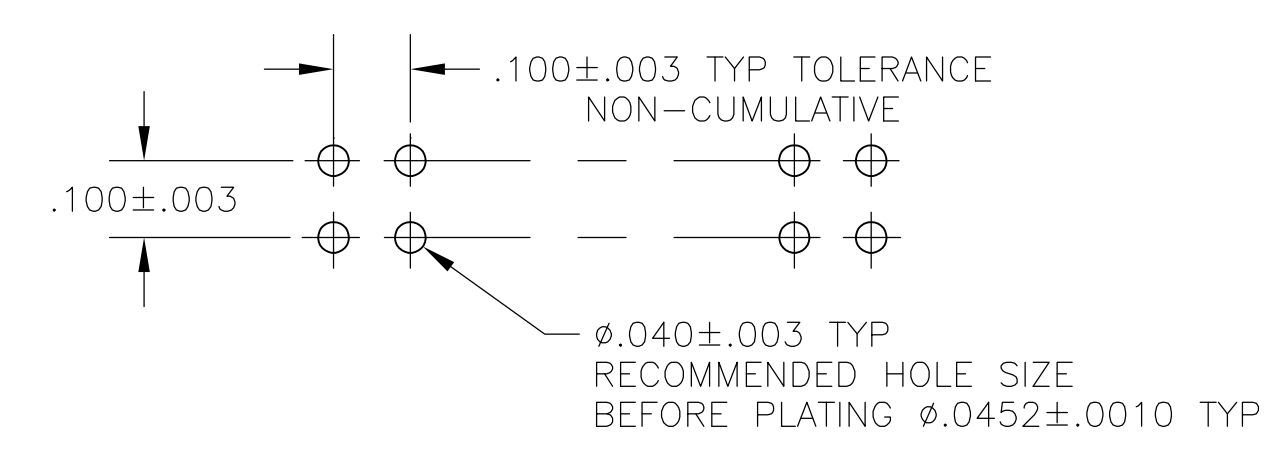 .100±.003 TYP TOLERANCE
NON-CUMULATIVE
.100±.003
ø.040±.003 TYP
RECOMMENDED HOLE SIZE
BEFORE PLATING ø.0452±.0010 TYP